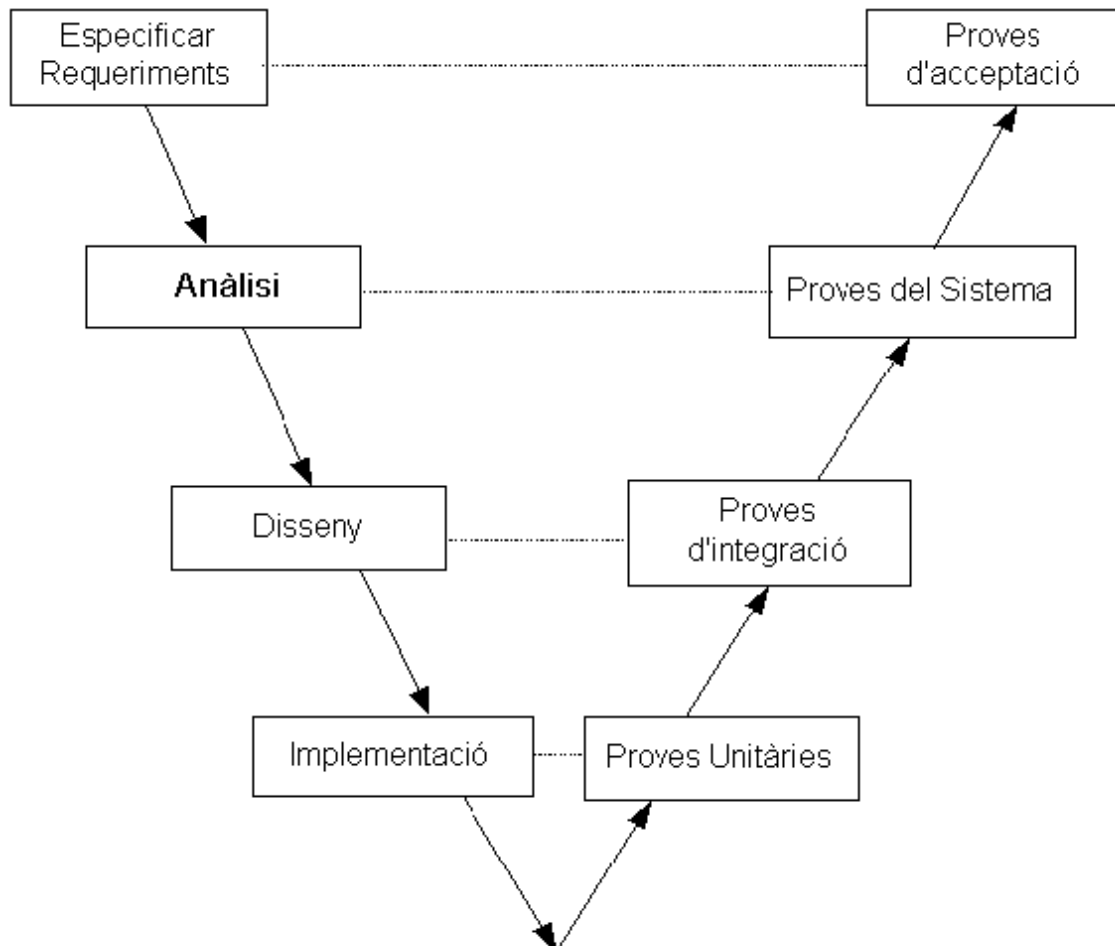 Especificar
Requeriments
Proves
d'acceptació
Anàlisi
Proves del Sistema
Disseny
Proves
d'integració
Implementació
Proves Unitàries